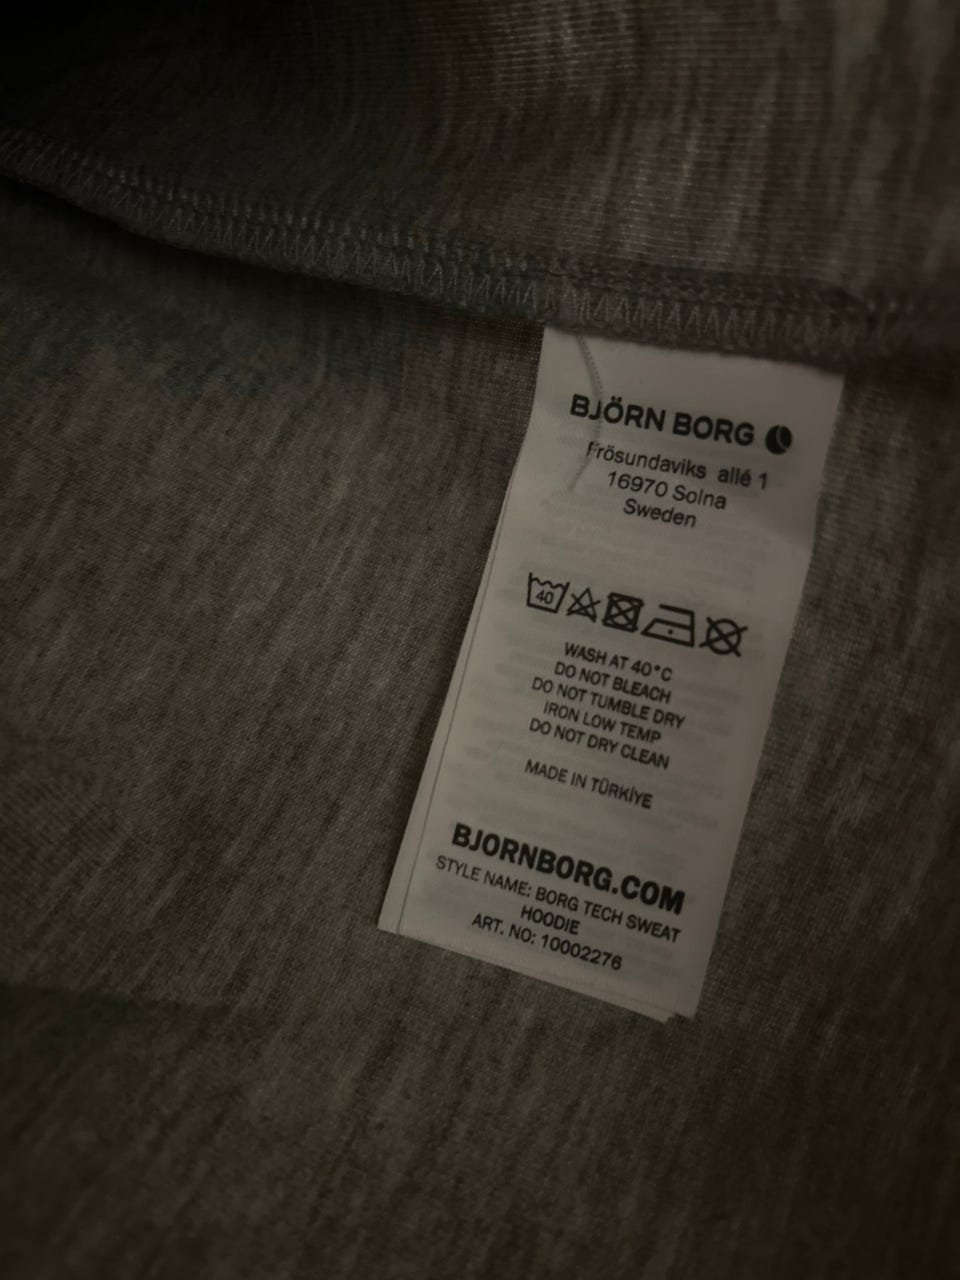 BJÖRN BORG
Frösundaviks allé 1
16970 Solna
Sweden
40
WASH AT 40°C
DO NOT BLEACH
DO NOT TUMBLE DRY
IRON LOW TEMP
DO NOT DRY CLEAN
MADE IN TÜRKİYE
BJORNBORG.COM
STYLE NAME: BORG TECH SWEAT
HOODIE
ART. NO: 10002276